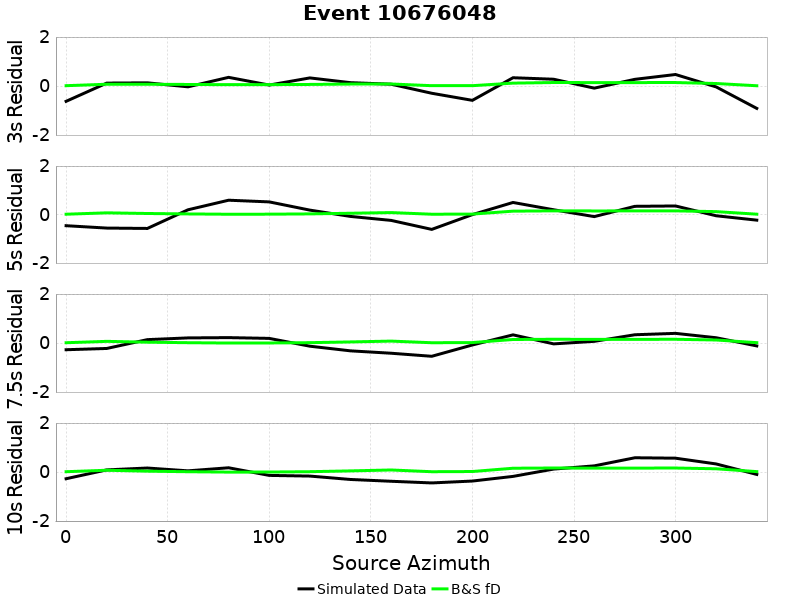 Event 10676048
3s Residual
2
0
-2
5s Residual
2
0
-2
7.5s Residual
2
0
-2
10s Residual
2
0
-2
0 50 100 150 200 250 300
Source Azimuth
Simulated Data B&S fD